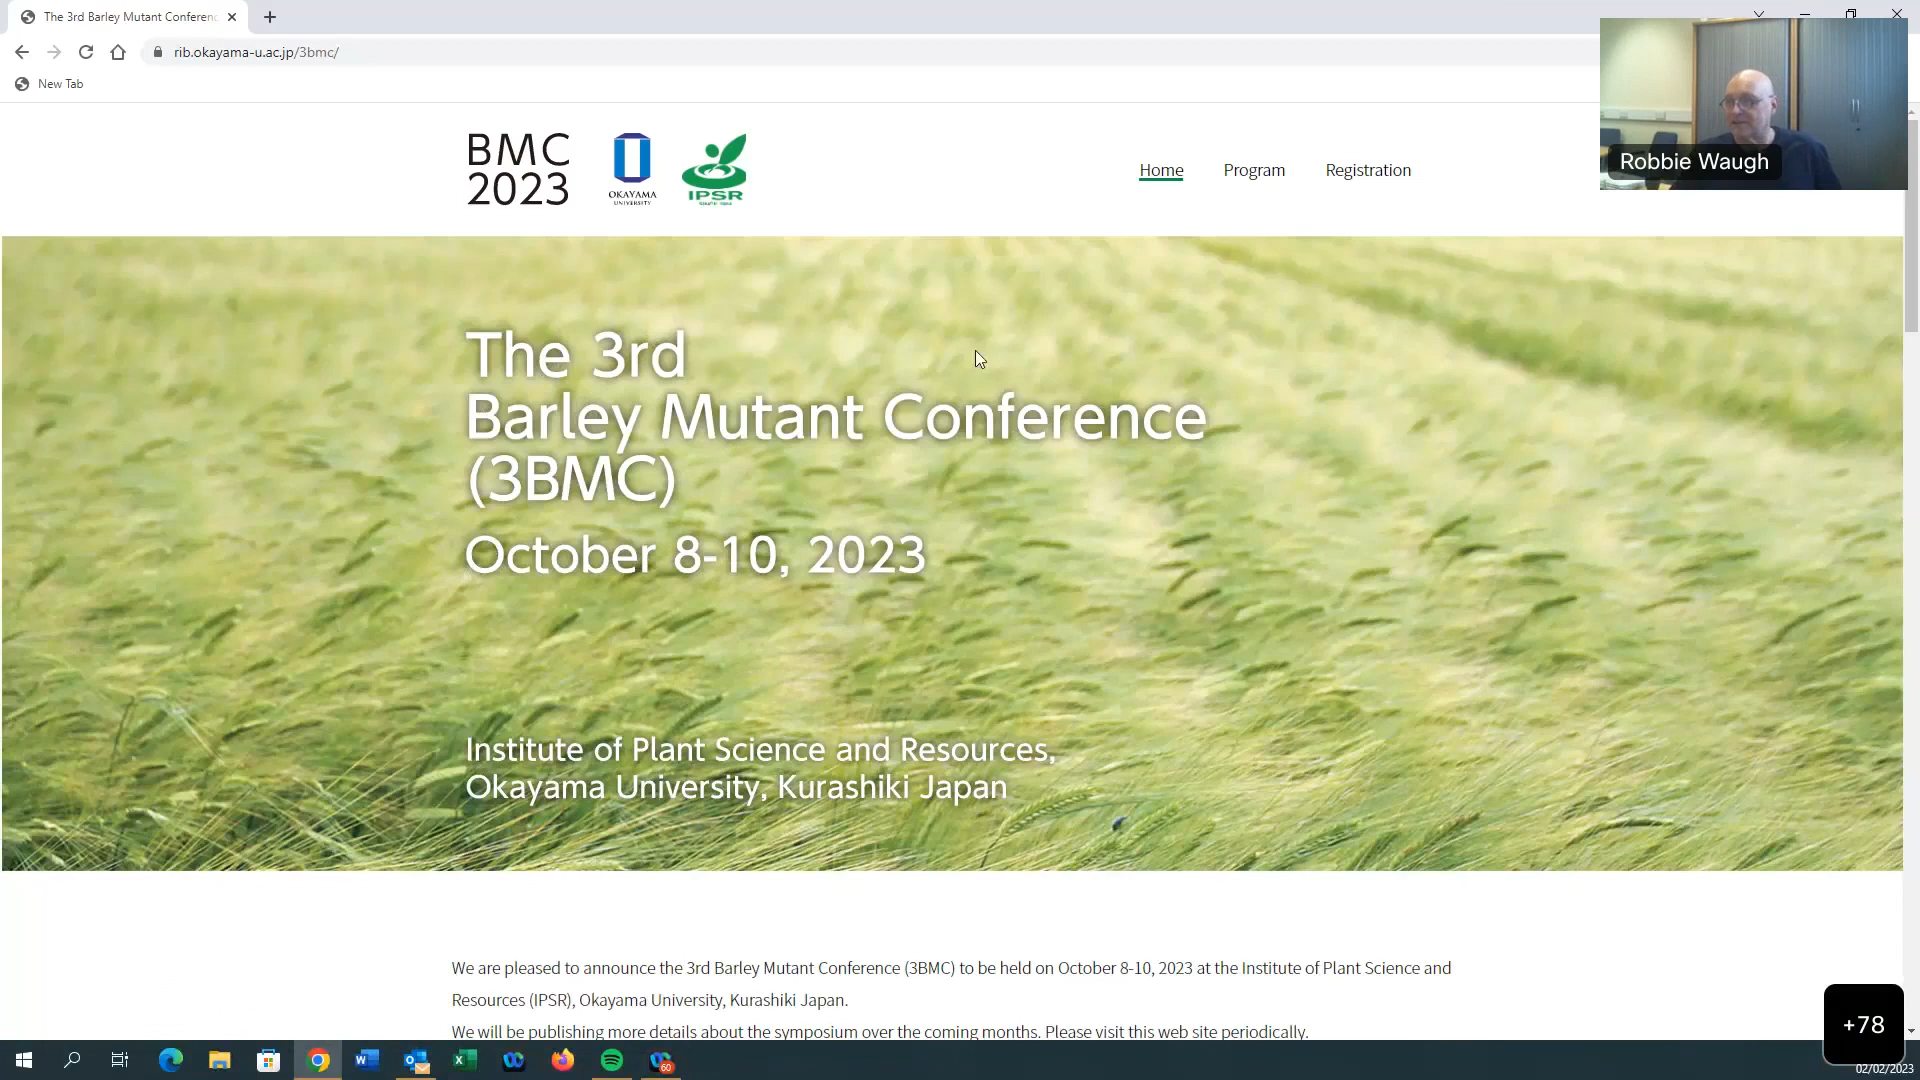 The 3rd Barley Mutant Conferenc
rib.okayama-u.ac.jp/3bmc/
New Tab
BMC
2023
OKAYAMA
UNIVERSITY
IPSR
Home
Program
Registration
Robbie Waugh
The 3rd
Barley Mutant Conference
(3BMC)
October 8-10, 2023
Institute of Plant Science and Resources,
Okayama University, Kurashiki Japan
We are pleased to announce the 3rd Barley Mutant Conference (3BMC) to be held on October 8-10, 2023 at the Institute of Plant Science and
Resources (IPSR), Okayama University, Kurashiki Japan.
We will be publishing more details about the symposium over the coming months. Please visit this web site periodically.
+78
60
02/02/2023